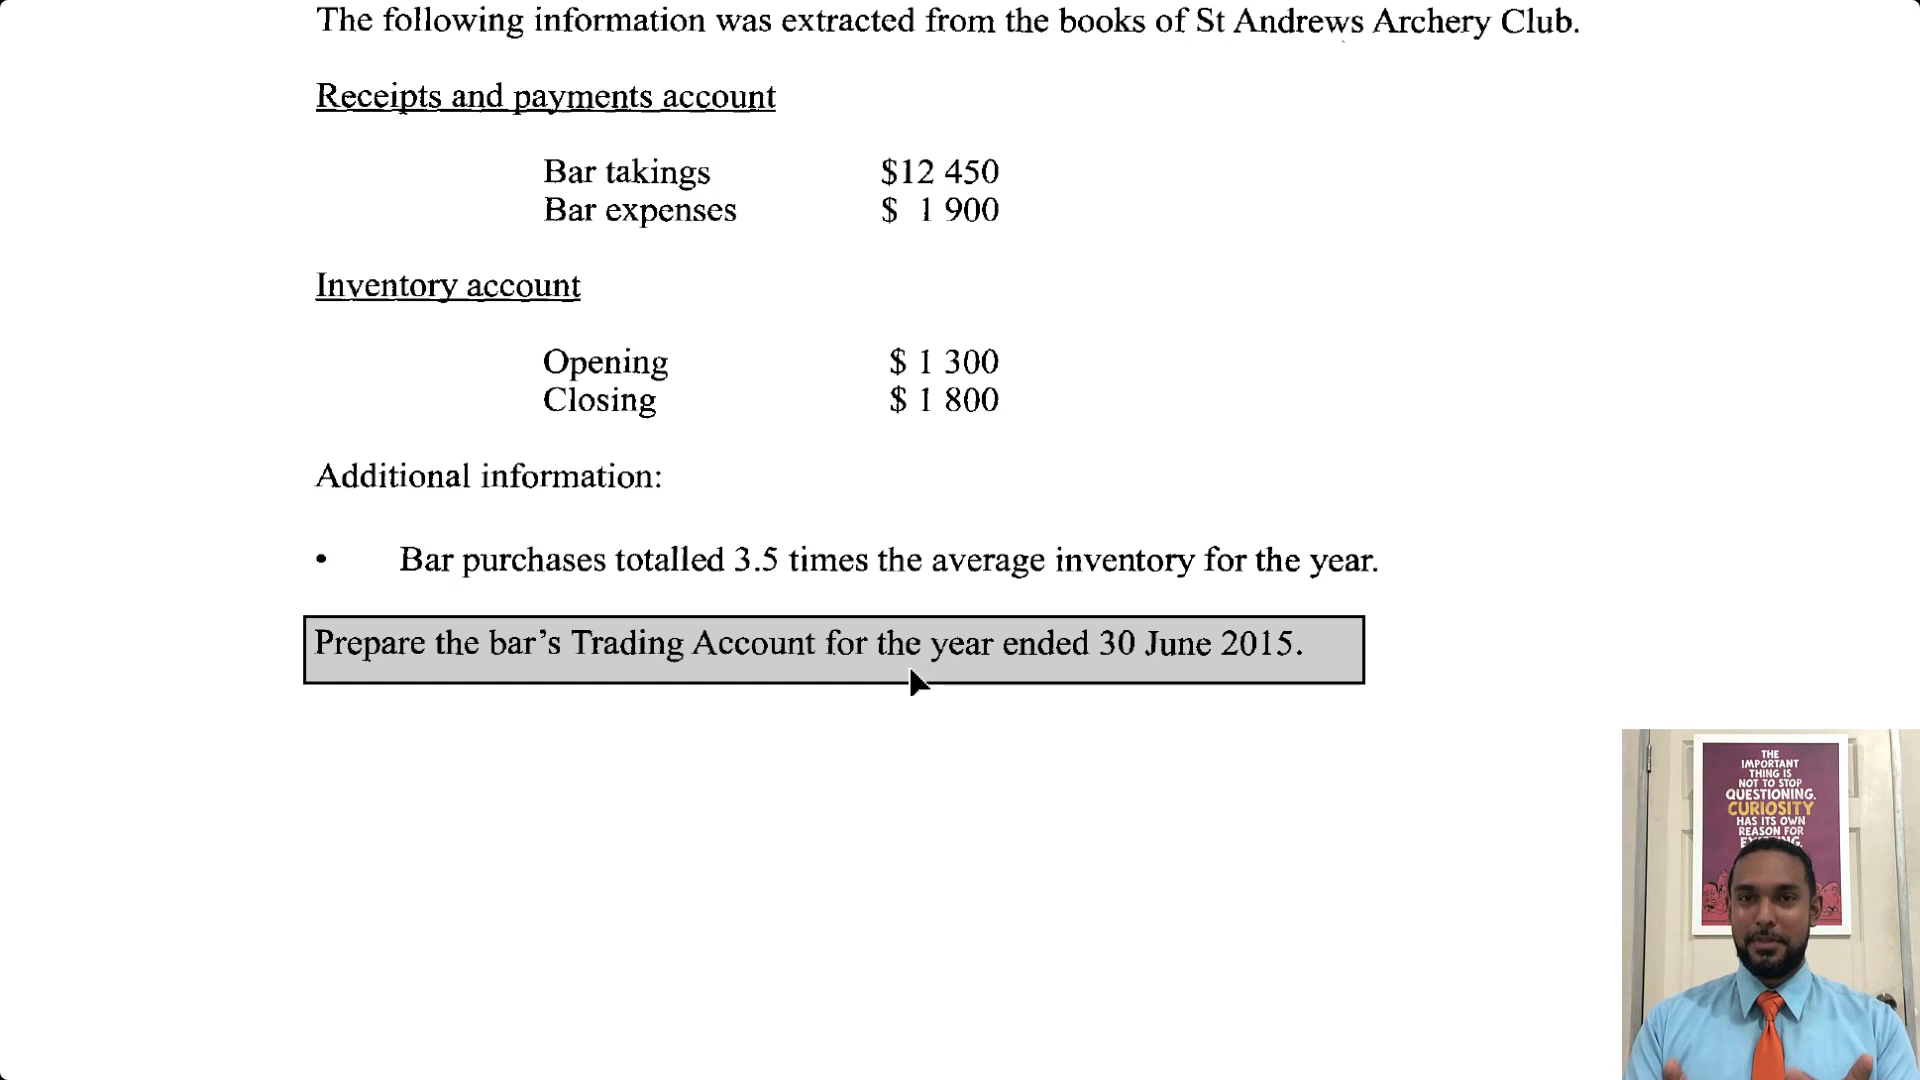 The following information was extracted from the books of St Andrews Archery Club.
Receipts and payments account
Bar takings $12 450
Bar expenses $ 1 900
Inventory account
Opening $ 1 300
Closing $ 1 800
Additional information:
• Bar purchases totalled 3.5 times the average inventory for the year.
Prepare the bar’s Trading Account for the year ended 30 June 2015.
THE
IMPORTANT
THING IS
NOT TO STOP
QUESTIONING.
CURIOSITY
HAS ITS OWN
REASON FOR